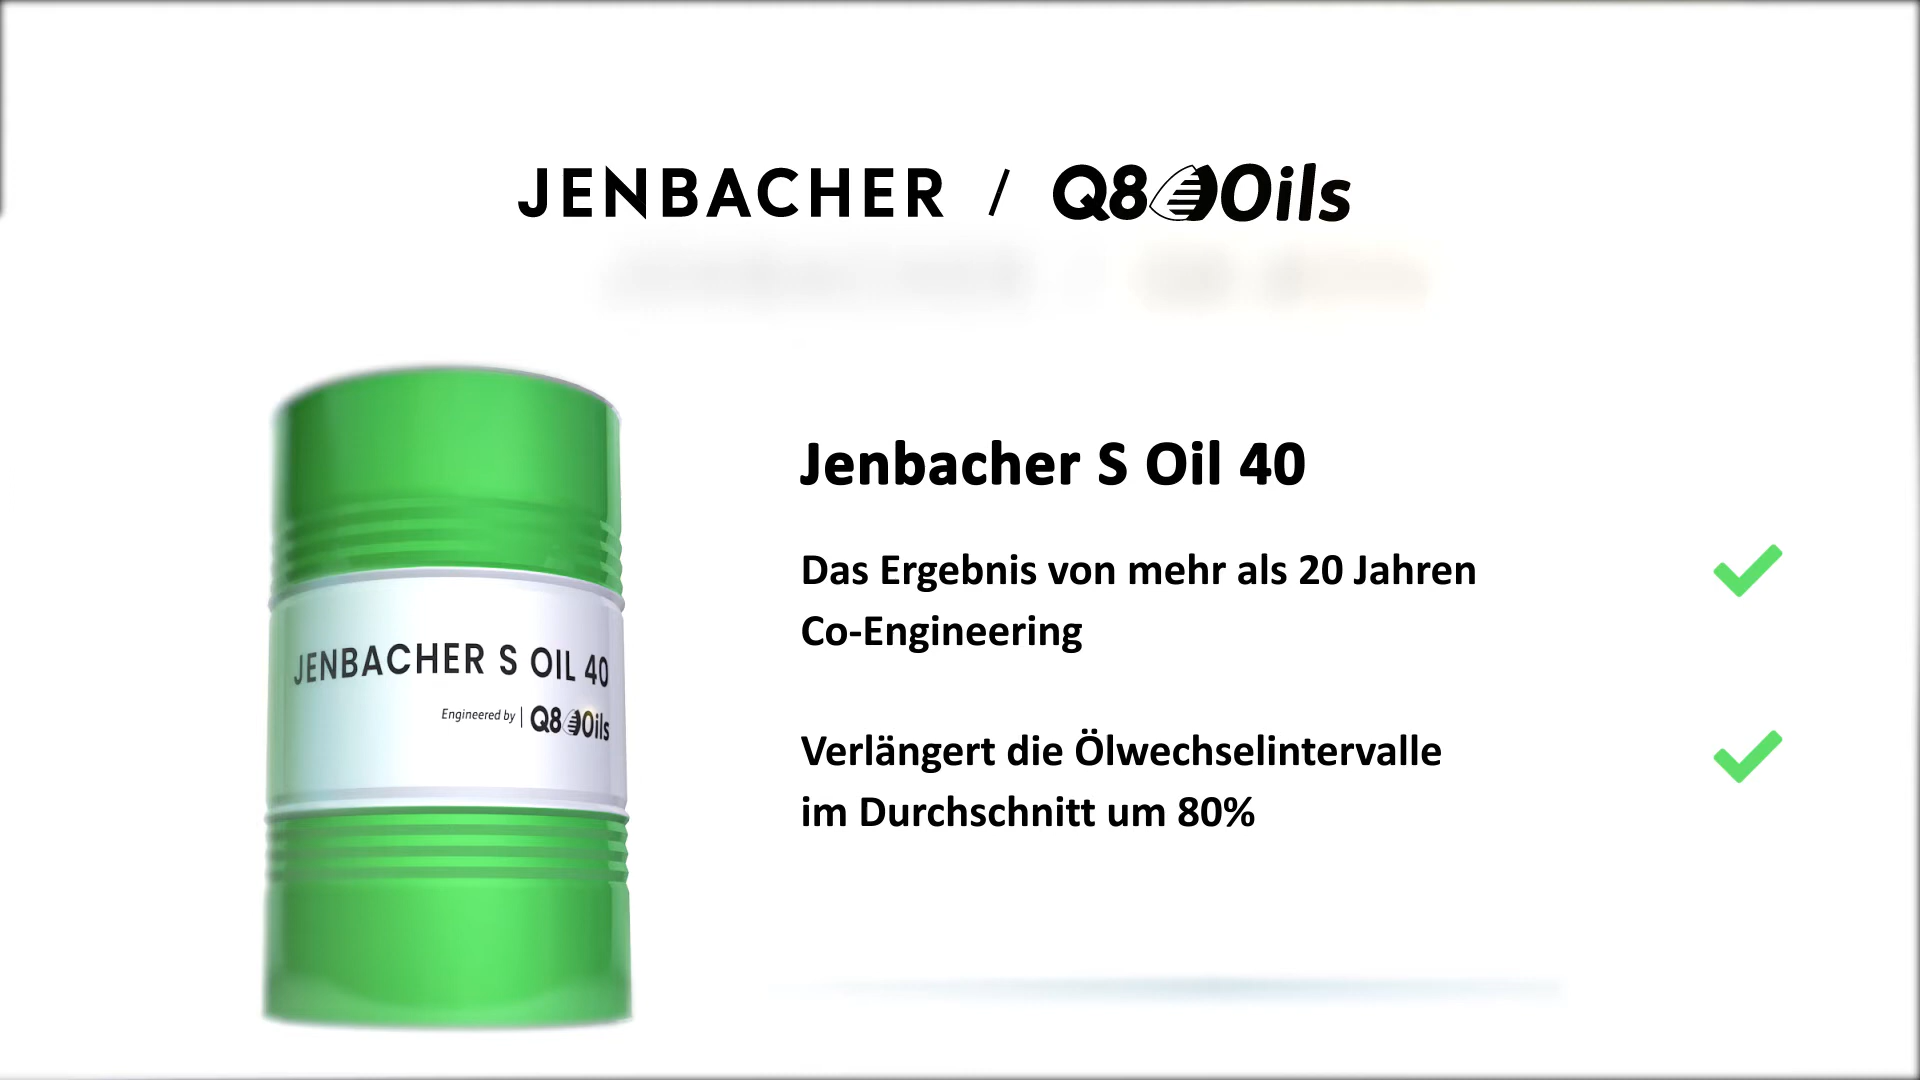 JENBACHER / Q8Oils
Jenbacher S Oil 40
Das Ergebnis von mehr als 20 Jahren
Co-Engineering
Verlängert die Ölwechselintervalle
im Durchschnitt um 80%
JENBACHER S OIL 40
Engineered by | Q8Oils